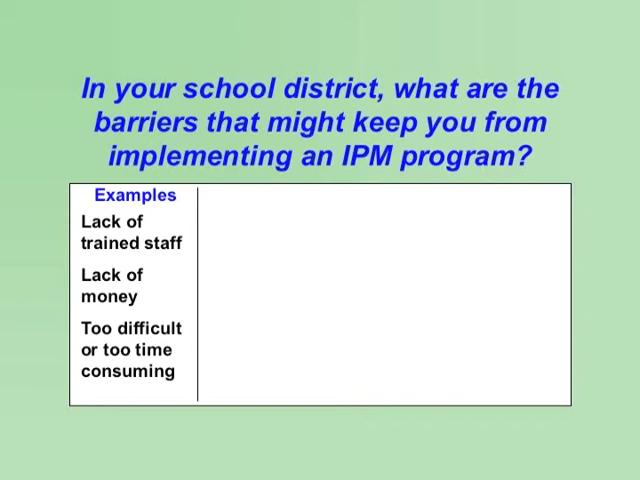 In your school district, what are the
barriers that might keep you from
implementing an IPM program?
Examples
Lack of
trained staff
Lack of
money
Too difficult
or too time
consuming